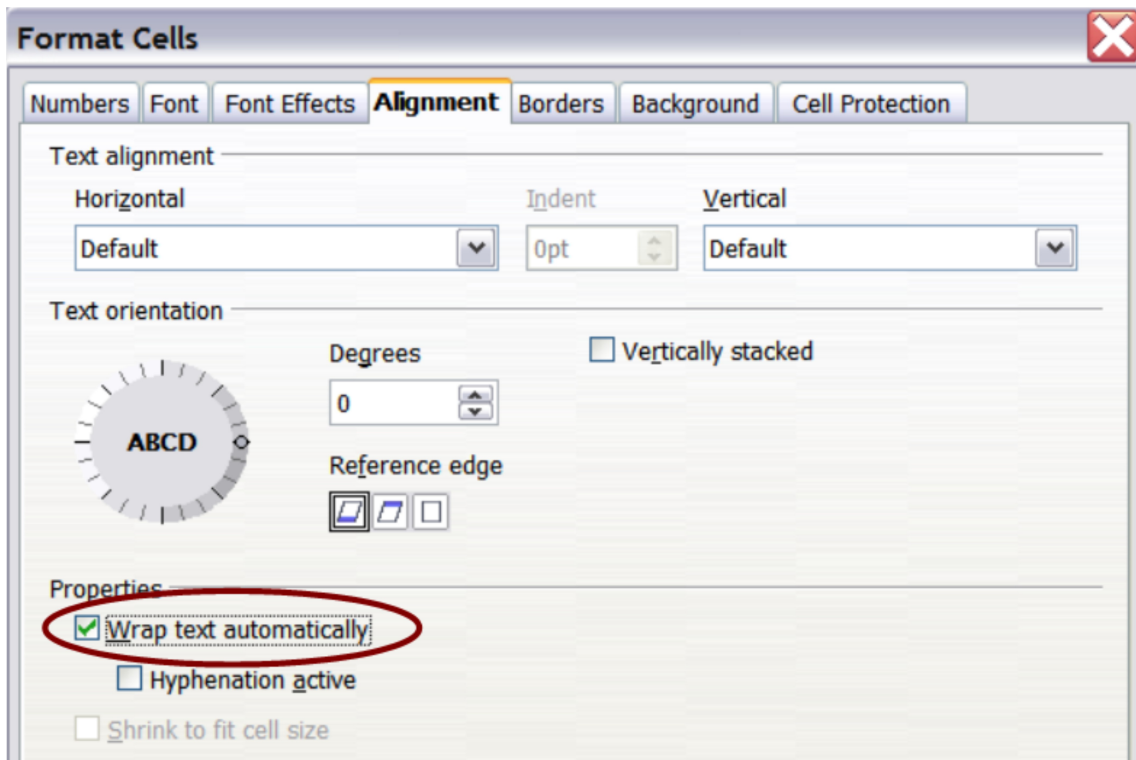 Format Cells
Numbers Font Font Effects Alignment Borders Background Cell Protection
Text alignment
Horizontal Indent Vertical
Default 0pt Default
Text orientation
Degrees Vertically stacked
0
ABCD
Reference edge
Properties
Wrap text automatically
Hyphenation active
Shrink to fit cell size